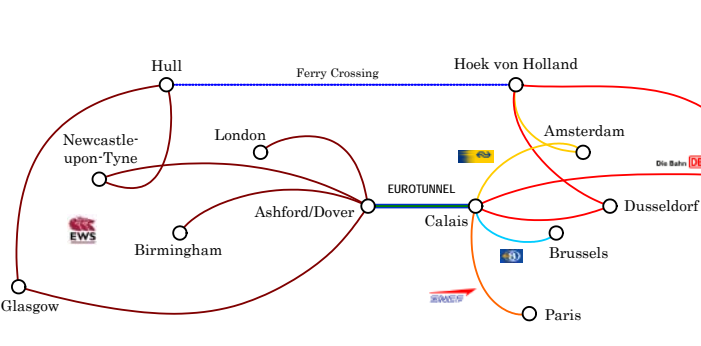 Hull
Ferry Crossing
Hoek von Holland
Newcastle-
upon-Tyne
London
Amsterdam
Die Bahn DB
EUROTUNNEL
Ashford/Dover
Calais
Dusseldorf
EWS
Birmingham
Brussels
Glasgow
SNCF
Paris